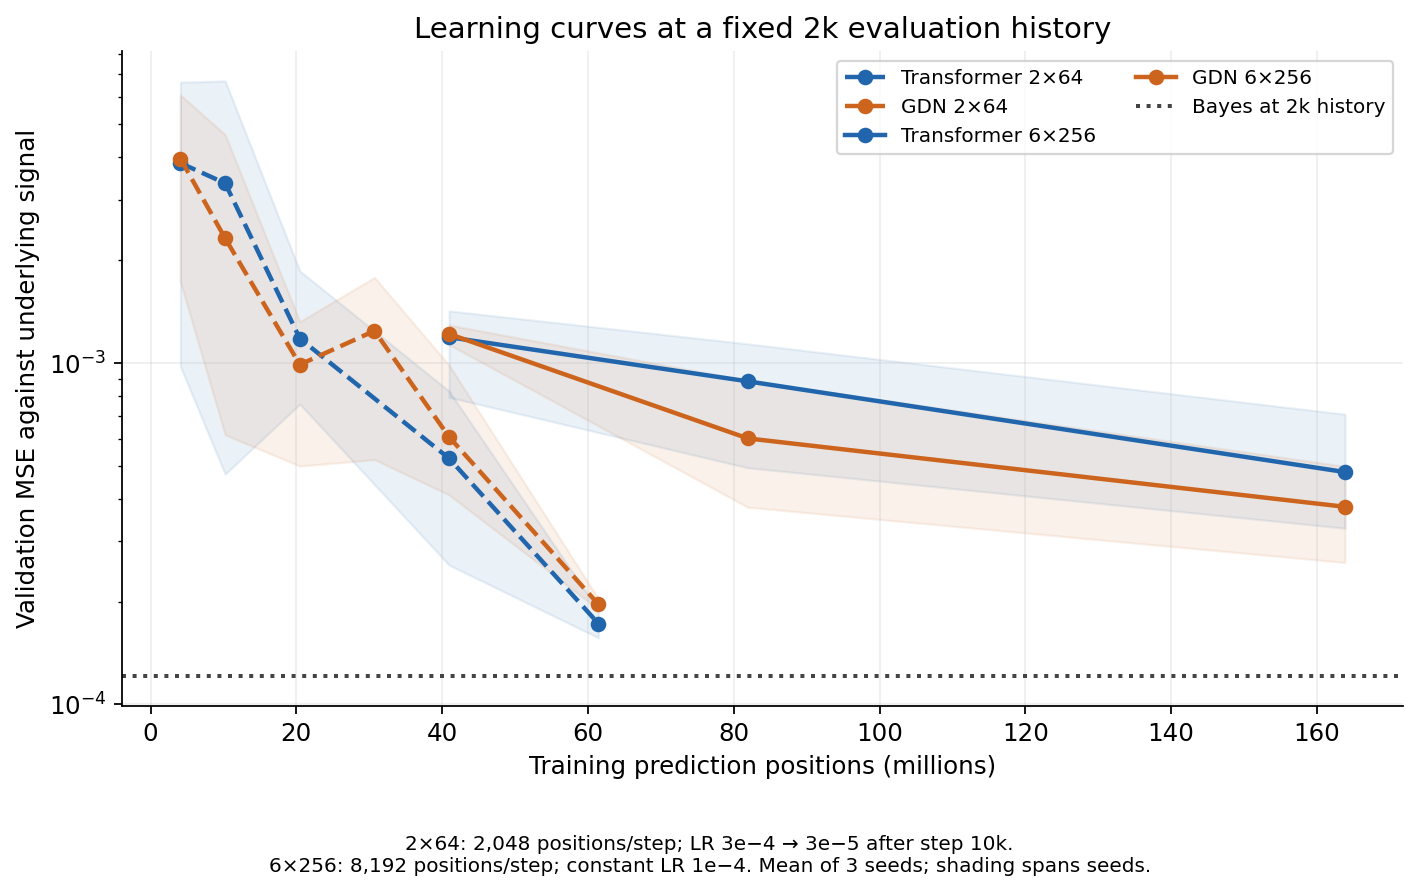 Learning curves at a fixed 2k evaluation history
Transformer 2×64
GDN 2×64
Transformer 6×256
GDN 6×256
Bayes at 2k history
Validation MSE against underlying signal
10⁻³
10⁻⁴
0 20 40 60 80 100 120 140 160
Training prediction positions (millions)
2×64: 2,048 positions/step; LR 3e−4 → 3e−5 after step 10k.
6×256: 8,192 positions/step; constant LR 1e−4. Mean of 3 seeds; shading spans seeds.